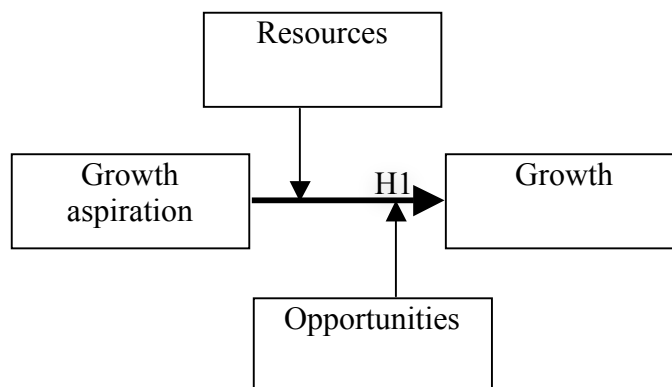 Resources
Growth
aspiration
H1
Growth
Opportunities